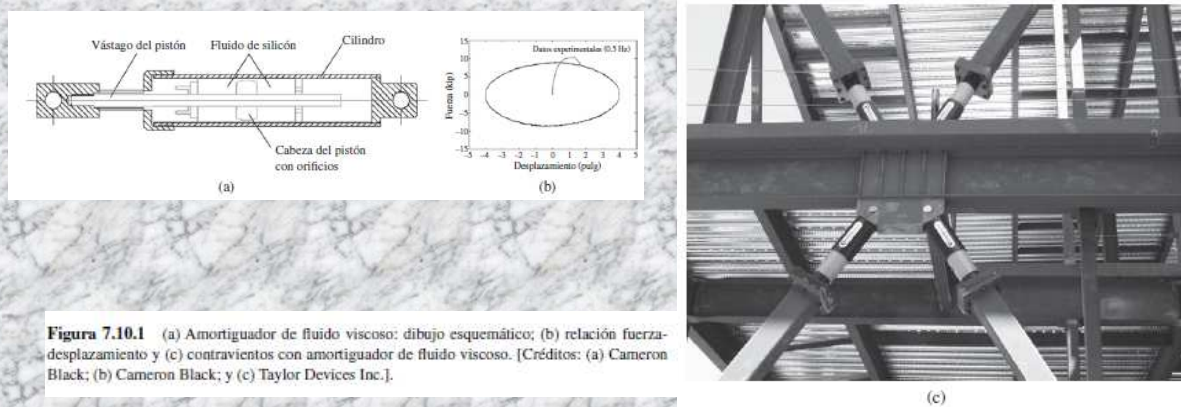 Vástago del pistón
Fluido de silicón
Cilindro
Cabeza del pistón
con orificios
(a)
Datos experimentales (0.5 Hz)
Fuerza (kip)
15
10
5
0
-5
-10
-15
-5 -4 -3 -2 -1 0 1 2 3 4 5
Desplazamiento (pulg)
(b)
(c)
Figura 7.10.1 (a) Amortiguador de fluido viscoso: dibujo esquemático; (b) relación fuerza-
desplazamiento y (c) contravientos con amortiguador de fluido viscoso. [Créditos: (a) Cameron
Black; (b) Cameron Black; y (c) Taylor Devices Inc.].